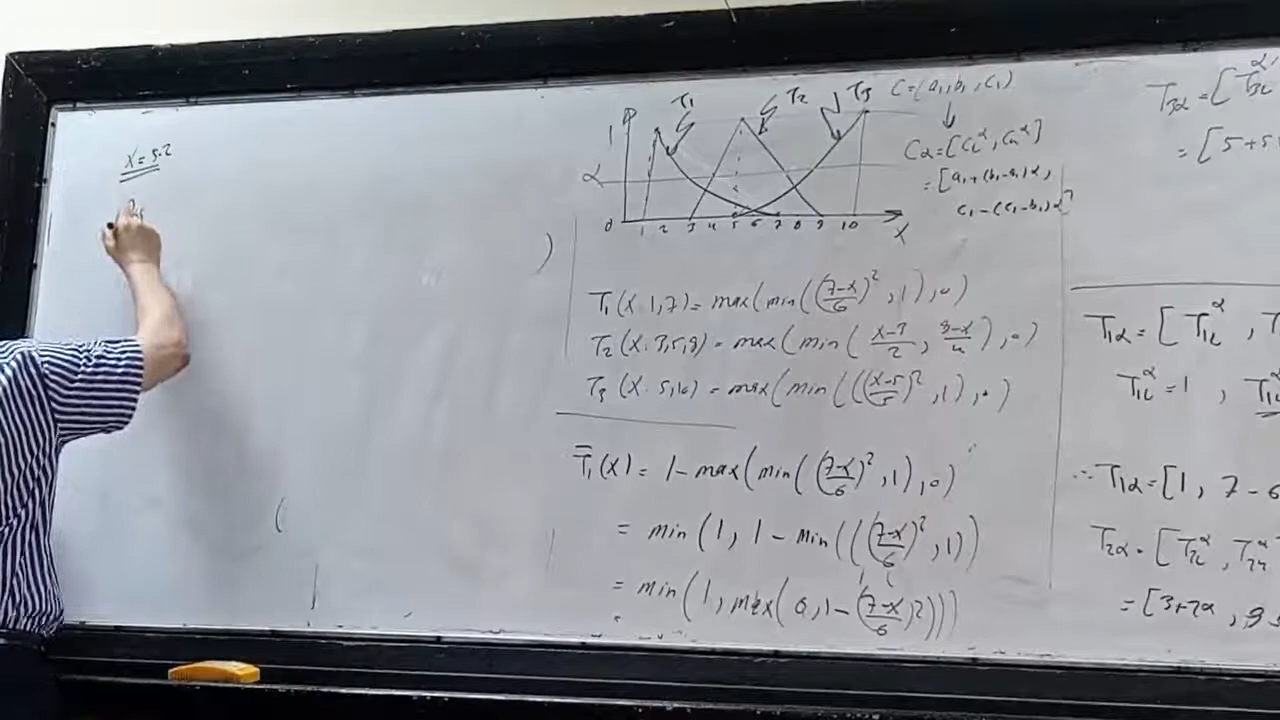 X = 5.2
T₁ T₂ T₃ C=(a₁,b₁,c₁)
1
α
0 1 2 3 4 5 6 7 8 9 10 X
Cα=[C_L^α, C_u^α]
=[a₁+(b₁-a₁)α,
c₁-(c₁-b₁)α]
)
T₁(X.1,7)= max(min((7-x/6)²,1),0)
T₂(X.3,5,9)= max(min(x-3/2, 9-x/4),0)
T₃(X.5,10)= max(min(((x-5/5)²,1),0)
T̄₁(X)= 1-max(min((7-x/6)²,1),0)
= min(1,1-min(((7-x/6)²,1))
= min(1,max(0,1-(7-x/6)²)))
(
T₃α=[T₃L^α
=[5+5
T₁α=[T₁L^α, T
T₁L^α=1, T₁u^α
∴T₁α=[1, 7-6
T₂α=[T₂L^α, T₂u^α
=[3+2α, 9